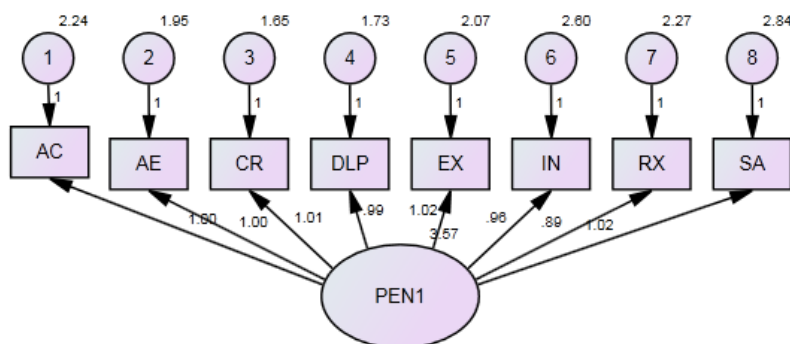 2.24 1.95 1.65 1.73 2.07 2.60 2.27 2.84
1 2 3 4 5 6 7 8
1 1 1 1 1 1 1 1
AC AE CR DLP EX IN RX SA
1.00 1.00 1.01 .99 1.02 .96 .89 1.02
3.57
PEN1